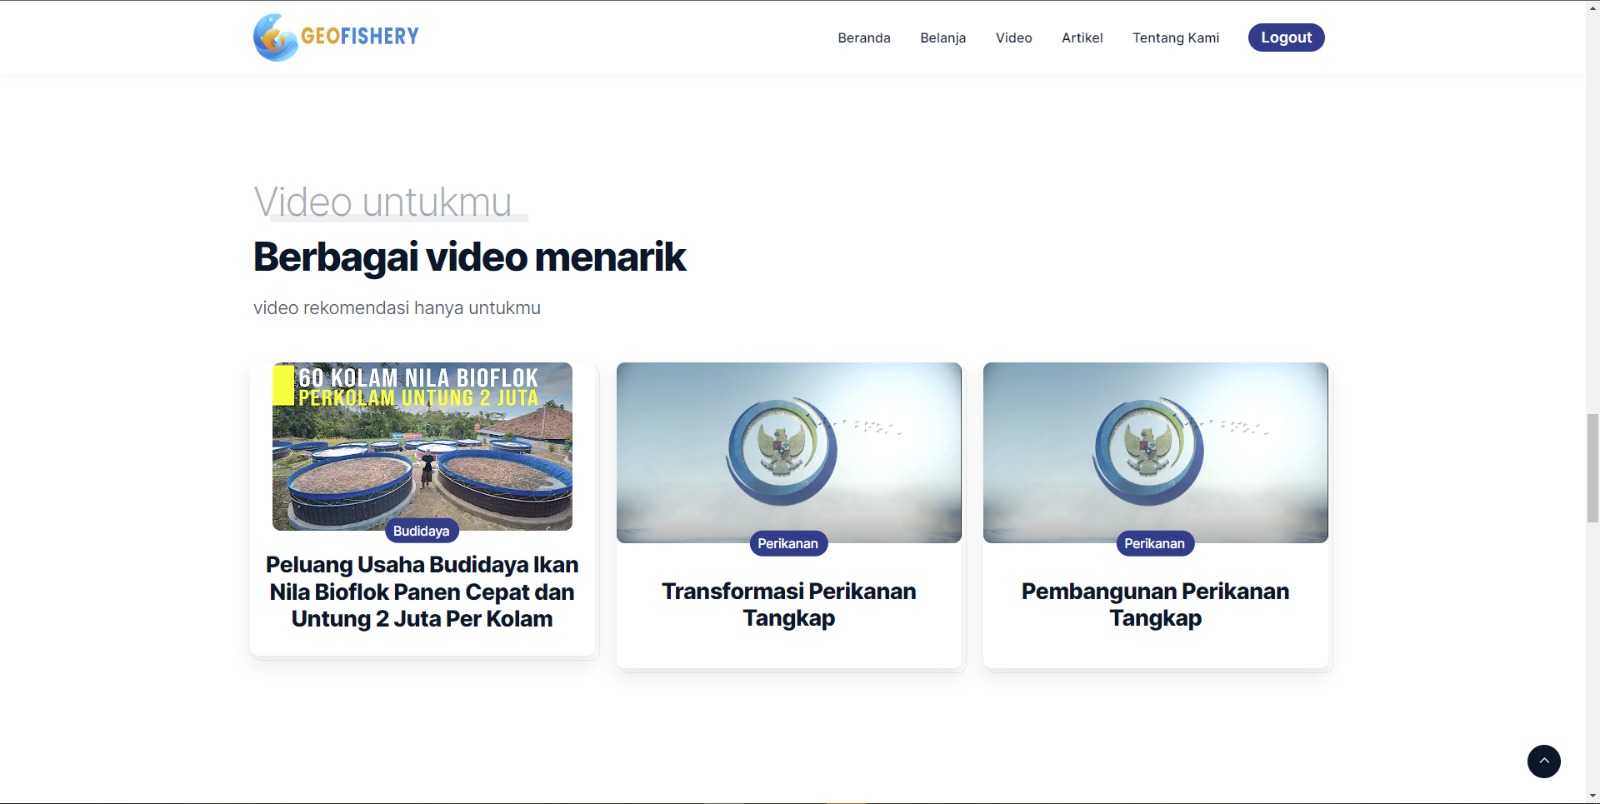 GEOFISHERY
Beranda
Belanja
Video
Artikel
Tentang Kami
Logout
Video untukmu
Berbagai video menarik
video rekomendasi hanya untukmu
60 KOLAM NILA BIOFLOK
PERKOLAM UNTUNG 2 JUTA
Budidaya
Peluang Usaha Budidaya Ikan
Nila Bioflok Panen Cepat dan
Untung 2 Juta Per Kolam
Perikanan
Transformasi Perikanan
Tangkap
Perikanan
Pembangunan Perikanan
Tangkap